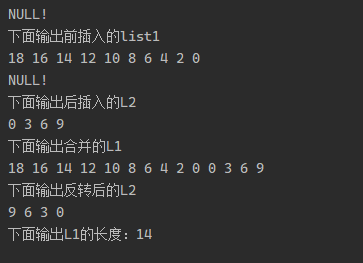 NULL!
下面输出前插入的list1
18 16 14 12 10 8 6 4 2 0
NULL!
下面输出后插入的L2
0 3 6 9
下面输出合并的L1
18 16 14 12 10 8 6 4 2 0 0 3 6 9
下面输出反转后的L2
9 6 3 0
下面输出L1的长度：14